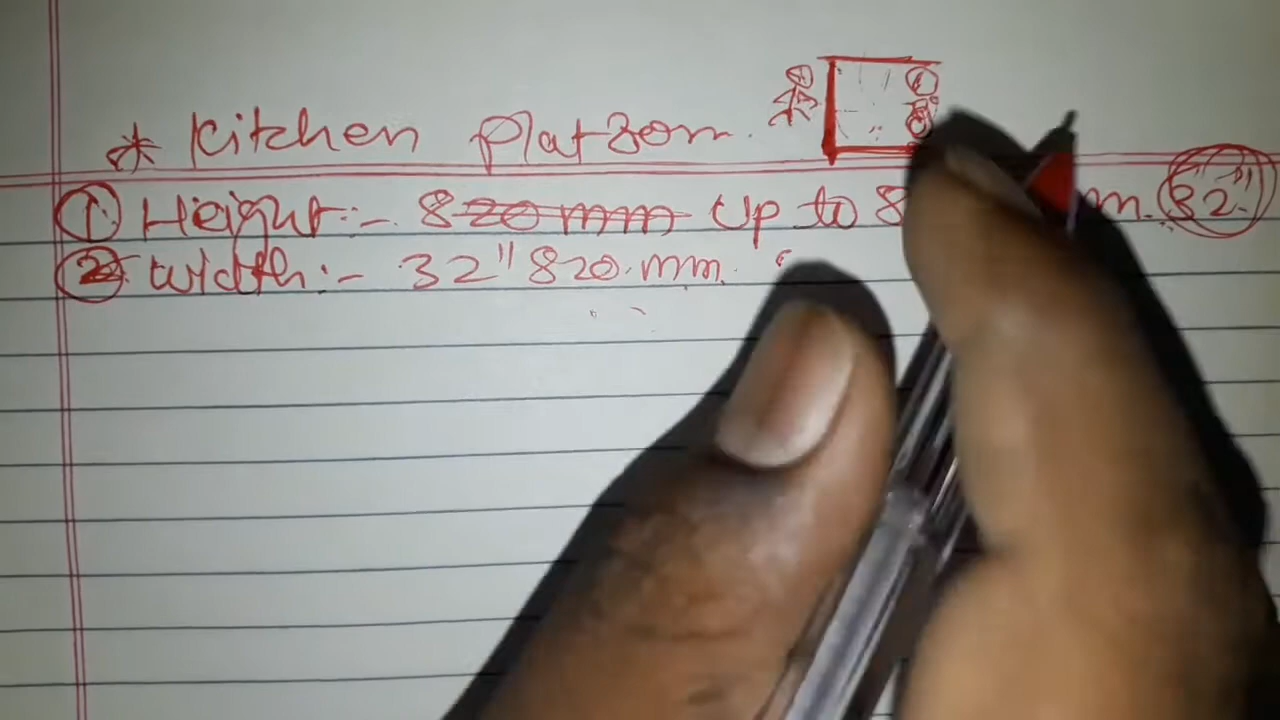 * Kitchen Platform.
① Height:- 820 mm Up to 8 m. 32"
② Width:- 32" 820.mm.